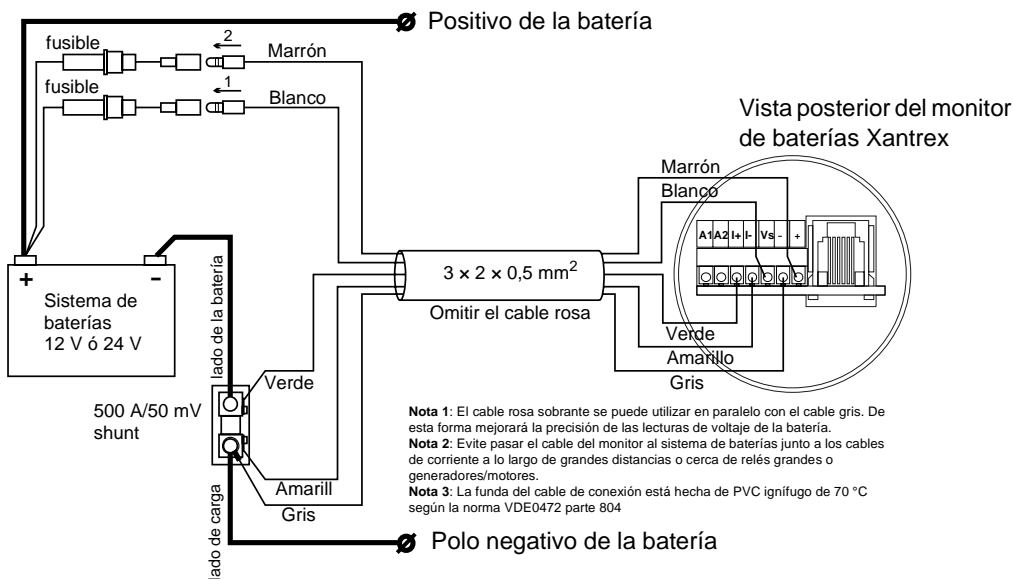 Positivo de la batería
fusible
2
Marrón
fusible
1
Blanco
Vista posterior del monitor
de baterías Xantrex
Marrón
Blanco
A1 A2 I+ I- Vs - +
+ -
Sistema de
baterías
12 V ó 24 V
lado de la batería
3 × 2 × 0,5 mm2
Omitir el cable rosa
Verde
Amarillo
Gris
Verde
500 A/50 mV
shunt
Amarill
Gris
lado de carga
Nota 1: El cable rosa sobrante se puede utilizar en paralelo con el cable gris. De
esta forma mejorará la precisión de las lecturas de voltaje de la batería.
Nota 2: Evite pasar el cable del monitor al sistema de baterías junto a los cables
de corriente a lo largo de grandes distancias o cerca de relés grandes o
generadores/motores.
Nota 3: La funda del cable de conexión está hecha de PVC ignífugo de 70 °C
según la norma VDE0472 parte 804
Polo negativo de la batería